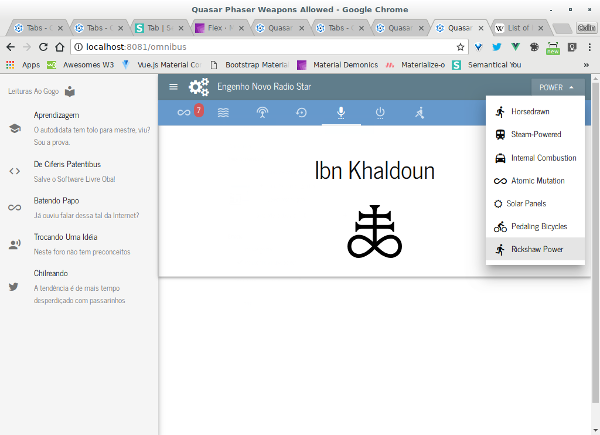 Quasar Phaser Weapons Allowed - Google Chrome
Tabs - 
Tabs - 
Tab | S
Flex - 
Quasar
Tabs - 
Quasar
Quasar
List of
localhost:8081/omnibus
new
Apps
Awesomes W3
Vue.js Material Co
Bootstrap Material
Material Demonics
Materialize-o
Semantical You
»
Leituras Ao Gogo
Engenho Novo Radio Star
POWER
7
Aprendizagem
O autodidata tem tolo para mestre, viu?
Sou a prova.
De Ciferis Patentibus
Salve o Software Livre Oba!
Batendo Papo
Já ouviu falar dessa tal da Internet?
Trocando Uma Idéia
Neste foro não tem preconceitos
Chilreando
A tendência é de mais tempo
desperdiçado com passarinhos
Ibn Khaldoun
Horsedrawn
Steam-Powered
Internal Combustion
Atomic Mutation
Solar Panels
Pedaling Bicycles
Rickshaw Power